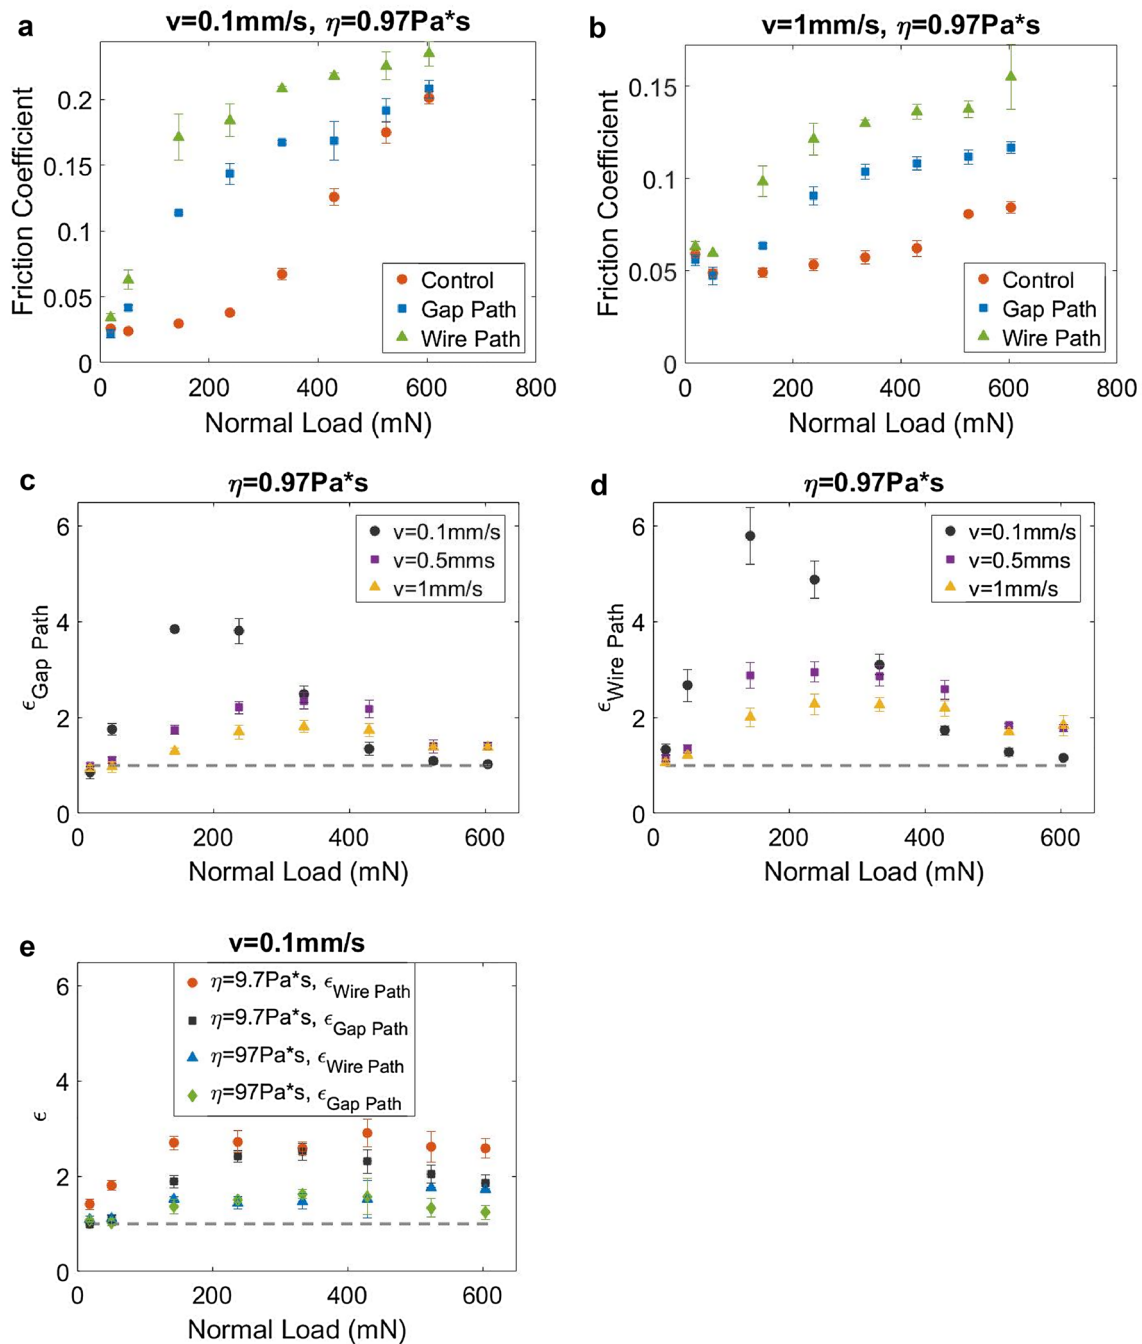 a
v=0.1mm/s, η=0.97Pa*s
Friction Coefficient
0.2
0.15
0.1
0.05
0
0 200 400 600 800
Normal Load (mN)
Control
Gap Path
Wire Path
b
v=1mm/s, η=0.97Pa*s
Friction Coefficient
0.15
0.1
0.05
0
0 200 400 600 800
Normal Load (mN)
Control
Gap Path
Wire Path
c
η=0.97Pa*s
ϵGap Path
6
4
2
0
0 200 400 600
Normal Load (mN)
v=0.1mm/s
v=0.5mms
v=1mm/s
d
η=0.97Pa*s
ϵWire Path
6
4
2
0
0 200 400 600
Normal Load (mN)
v=0.1mm/s
v=0.5mms
v=1mm/s
e
v=0.1mm/s
ϵ
6
4
2
0
0 200 400 600
Normal Load (mN)
η=9.7Pa*s, ϵWire Path
η=9.7Pa*s, ϵGap Path
η=97Pa*s, ϵWire Path
η=97Pa*s, ϵGap Path